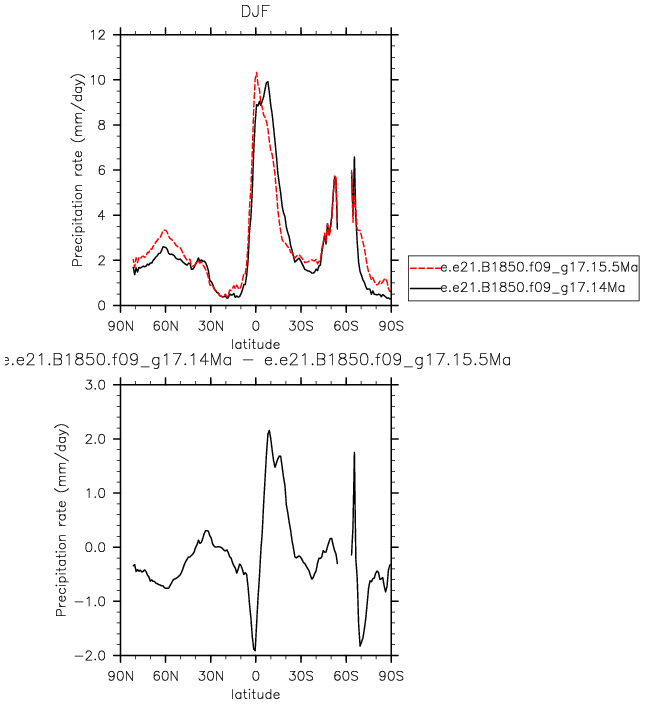 DJF
12
10
8
6
4
2
0
Precipitation rate (mm/day)
90N 60N 30N 0 30S 60S 90S
latitude
e.e21.B1850.f09_g17.15.5Ma
e.e21.B1850.f09_g17.14Ma
e.e21.B1850.f09_g17.14Ma – e.e21.B1850.f09_g17.15.5Ma
3.0
2.0
1.0
0.0
-1.0
-2.0
Precipitation rate (mm/day)
90N 60N 30N 0 30S 60S 90S
latitude